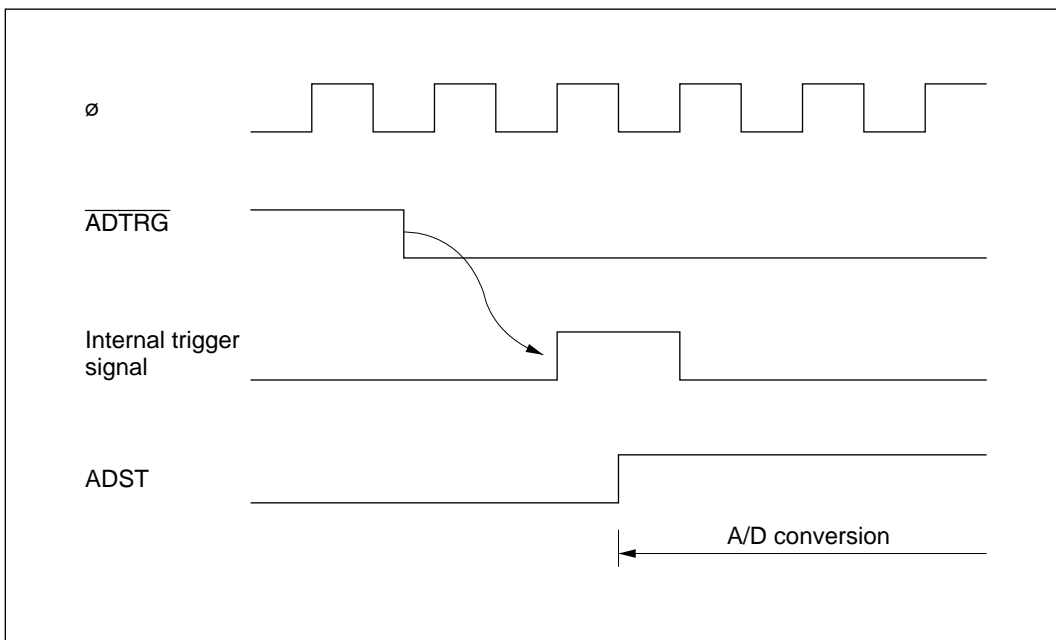 ø
ADTRG
Internal trigger
signal
ADST
A/D conversion